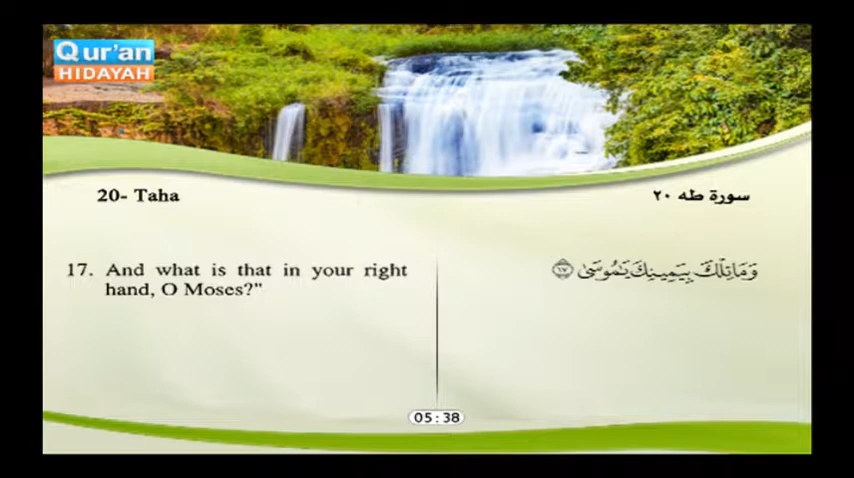 Qur'an
HIDAYAH
20- Taha
سورة طه ٢٠
17. And what is that in your right
hand, O Moses?"
وَمَا تِلْكَ بِيَمِينِكَ يَٰمُوسَىٰ ١٧
05:38